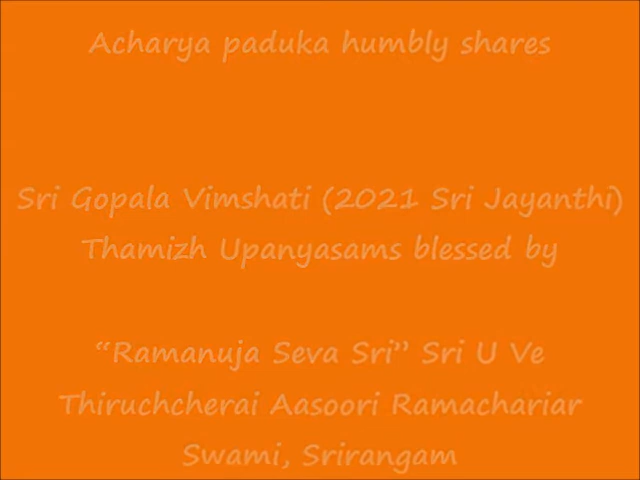 Acharya paduka humbly shares
Sri Gopala Vimshati (2021 Sri Jayanthi)
Thamizh Upanyasams blessed by
“Ramanuja Seva Sri” Sri U Ve
Thiruchcherai Aasoori Ramachariar
Swami, Srirangam